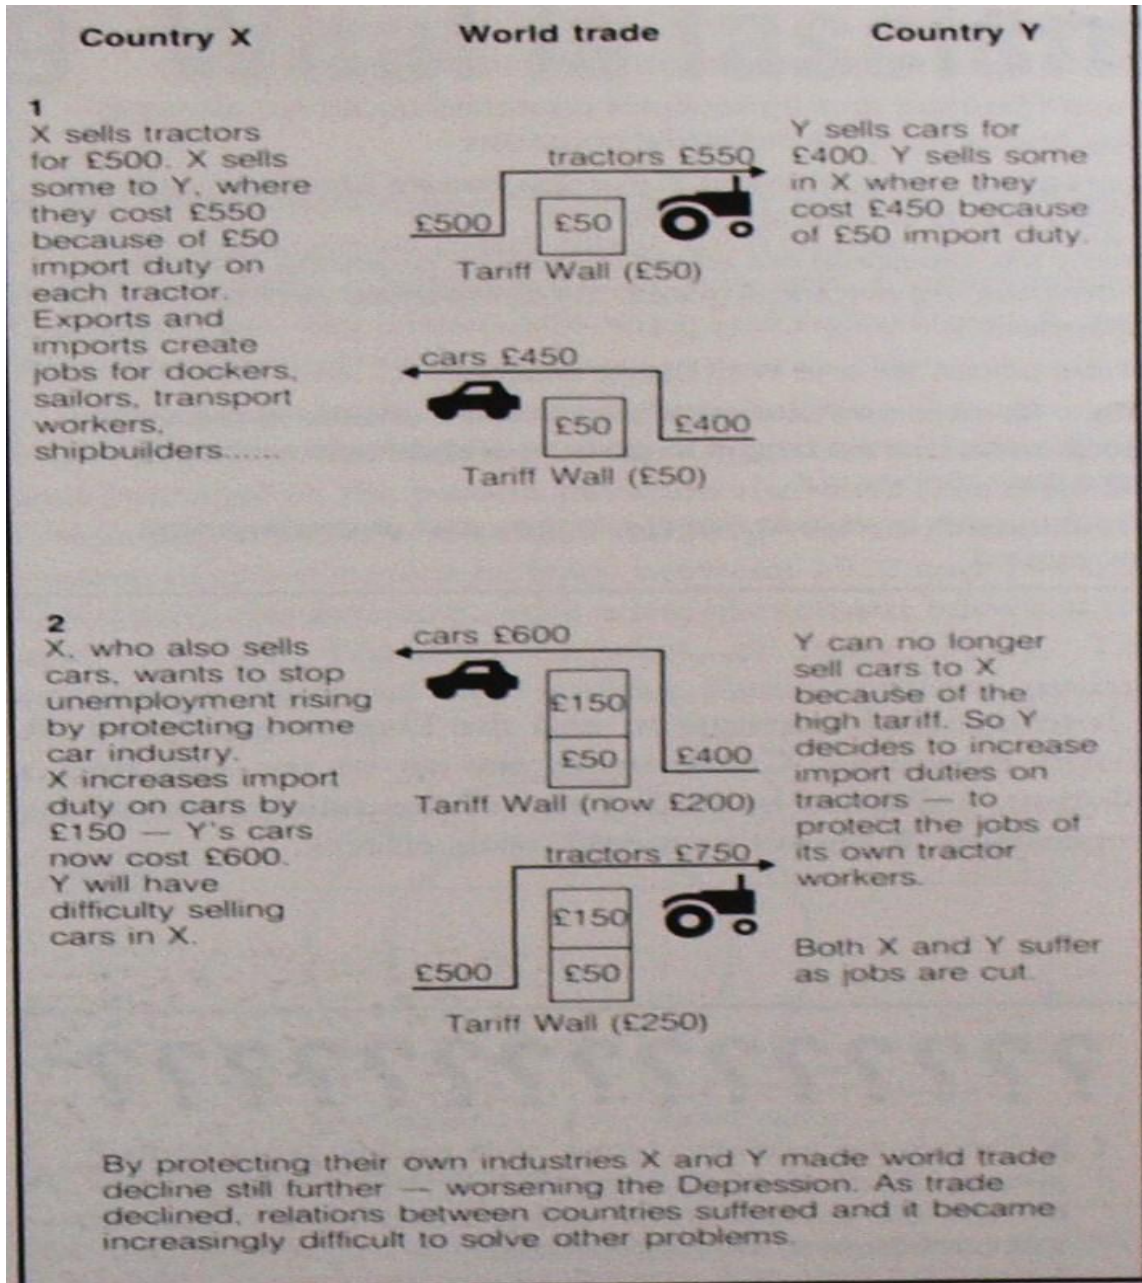 Country X
World trade
Country Y
1
X sells tractors
for £500. X sells
some to Y, where
they cost £550
because of £50
import duty on
each tractor.
Exports and
imports create
jobs for dockers,
sailors, transport
workers,
shipbuilders......
tractors £550
£500
£50
Tariff Wall (£50)
cars £450
£50
£400
Tariff Wall (£50)
Y sells cars for
£400. Y sells some
in X where they
cost £450 because
of £50 import duty.
2
X, who also sells
cars, wants to stop
unemployment rising
by protecting home
car industry.
X increases import
duty on cars by
£150 — Y's cars
now cost £600.
Y will have
difficulty selling
cars in X.
cars £600
£150
£50
£400
Tariff Wall (now £200)
tractors £750
£150
£500
£50
Tariff Wall (£250)
Y can no longer
sell cars to X
because of the
high tariff. So Y
decides to increase
import duties on
tractors — to
protect the jobs of
its own tractor
workers.
Both X and Y suffer
as jobs are cut.
By protecting their own industries X and Y made world trade
decline still further — worsening the Depression. As trade
declined, relations between countries suffered and it became
increasingly difficult to solve other problems.